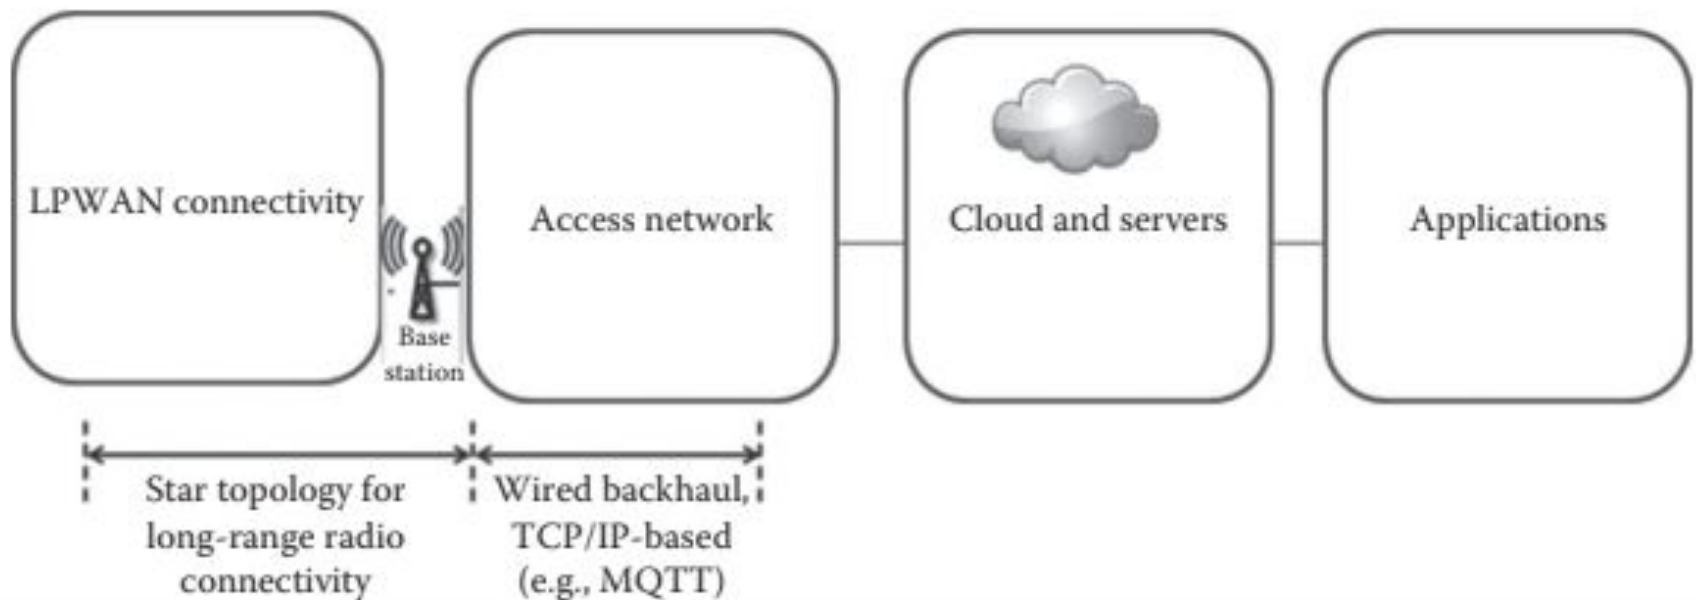 LPWAN connectivity
Base
station
Access network
Cloud and servers
Applications
Star topology for
long-range radio
connectivity
Wired backhaul,
TCP/IP-based
(e.g., MQTT)